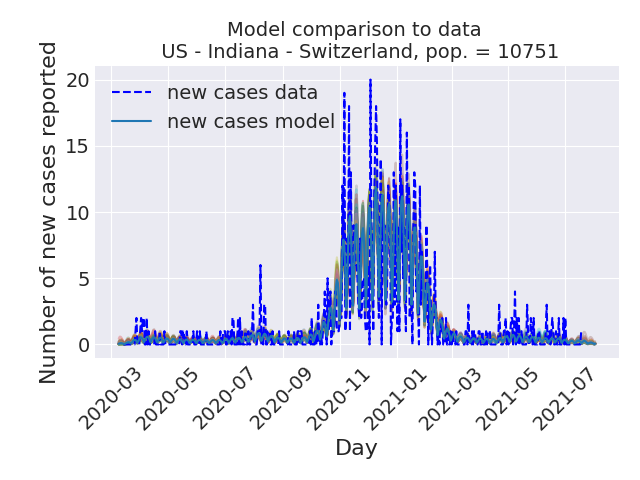 Model comparison to data
US - Indiana - Switzerland, pop. = 10751
Number of new cases reported
20
15
10
5
0
new cases data
new cases model
2020-03
2020-05
2020-07
2020-09
2020-11
2021-01
2021-03
2021-05
2021-07
Day